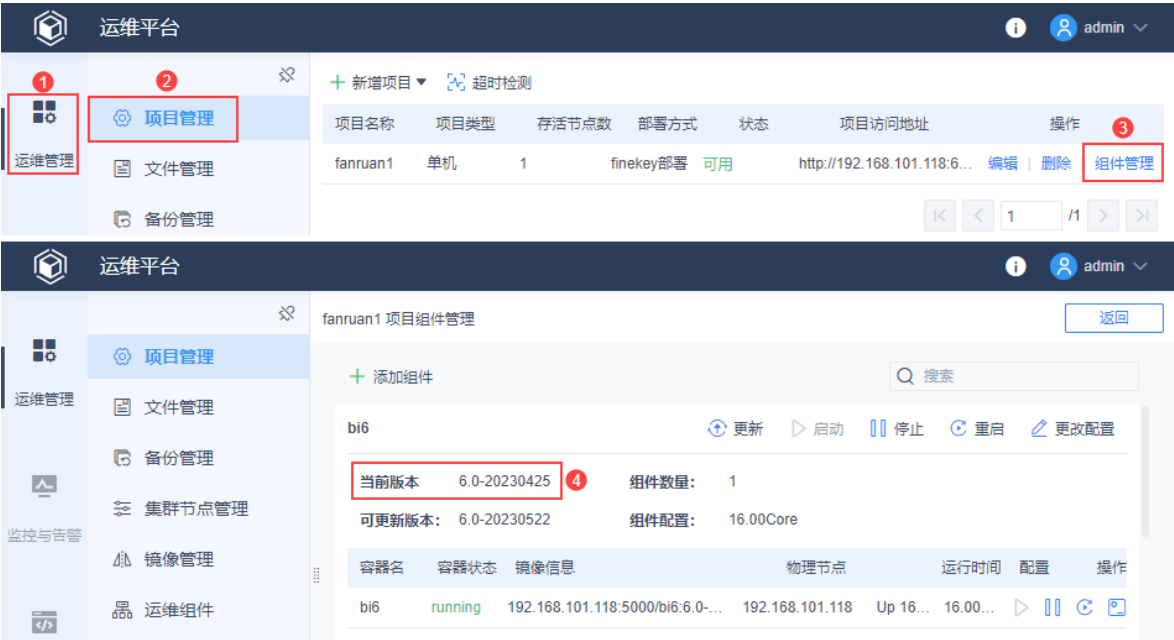 运维平台
admin
1
2
新增项目 超时检测
项目管理
项目名称 项目类型 存活节点数 部署方式 状态 项目访问地址 操作
3
运维管理
文件管理
fanruan1 单机 1 finekey部署 可用 http://192.168.101.118:6... 编辑 | 删除 组件管理
备份管理
1 /1
运维平台
admin
fanruan1 项目组件管理 返回
项目管理
添加组件 搜索
运维管理
文件管理
bi6 更新 启动 停止 重启 更改配置
备份管理
当前版本 6.0-20230425 4 组件数量: 1
集群节点管理
可更新版本: 6.0-20230522 组件配置: 16.00Core
监控与告警
镜像管理
容器名 容器状态 镜像信息 物理节点 运行时间 配置 操作
运维组件
bi6 running 192.168.101.118:5000/bi6:6.0-... 192.168.101.118 Up 16... 16.00...